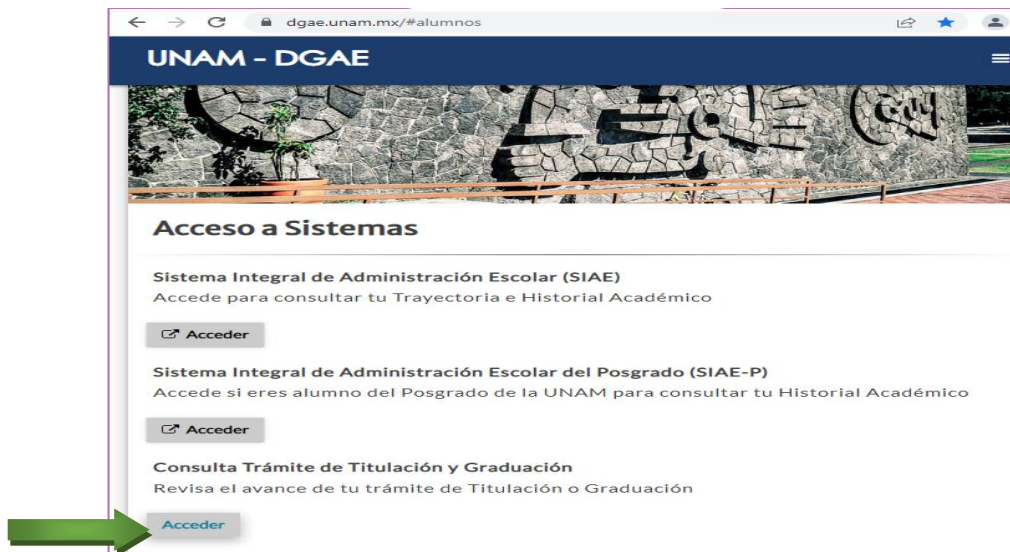 dgae.unam.mx/#alumnos
UNAM - DGAE
Acceso a Sistemas
Sistema Integral de Administración Escolar (SIAE)
Accede para consultar tu Trayectoria e Historial Académico
Acceder
Sistema Integral de Administración Escolar del Posgrado (SIAE-P)
Accede si eres alumno del Posgrado de la UNAM para consultar tu Historial Académico
Acceder
Consulta Trámite de Titulación y Graduación
Revisa el avance de tu trámite de Titulación o Graduación
Acceder